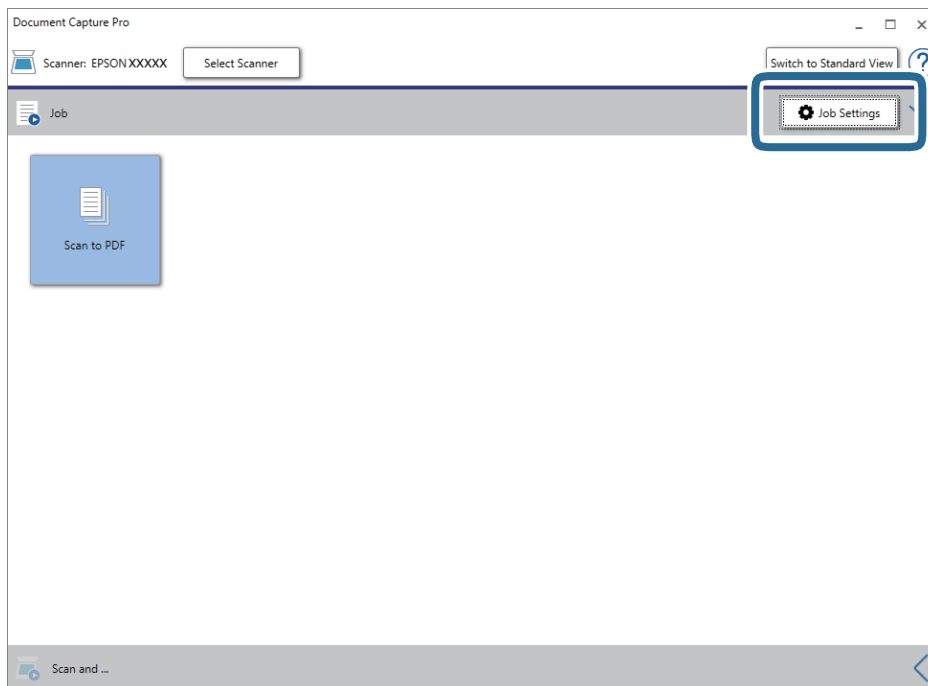 Document Capture Pro
Scanner: EPSON XXXXX
Select Scanner
Switch to Standard View
?
Job
Job Settings
Scan to PDF
Scan and ...